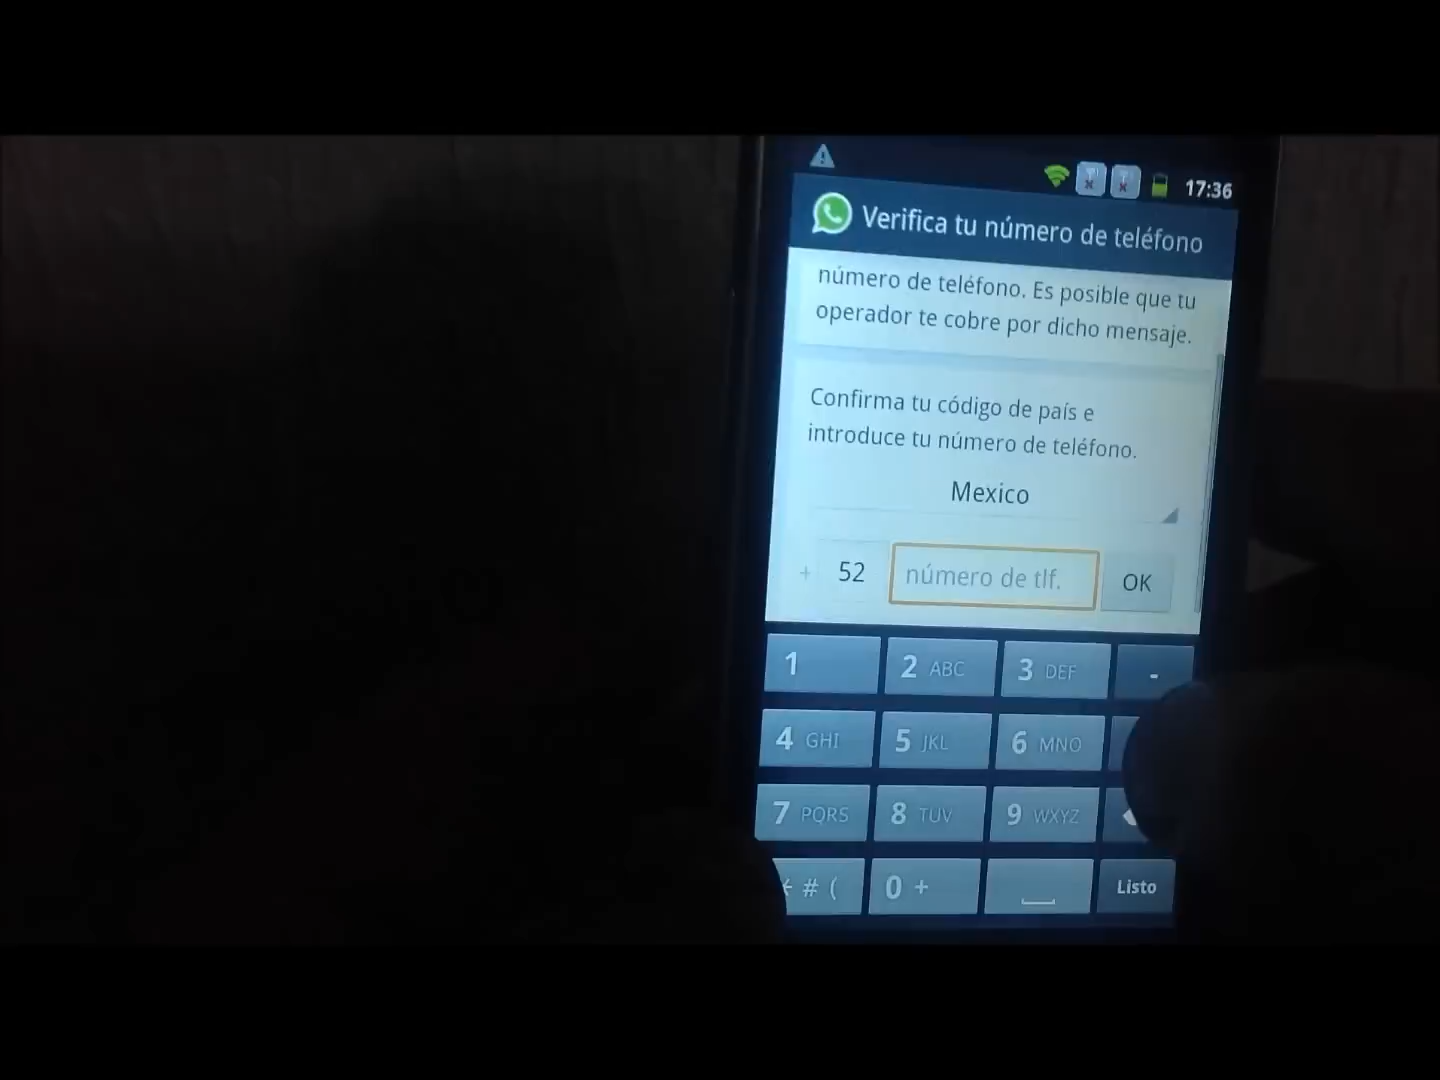 17:36
Verifica tu número de teléfono
número de teléfono. Es posible que tu
operador te cobre por dicho mensaje.
Confirma tu código de país e
introduce tu número de teléfono.
Mexico
+ 52 número de tlf. OK
1 2 ABC 3 DEF -
4 GHI 5 JKL 6 MNO
7 PQRS 8 TUV 9 WXYZ
# ( 0 + Listo